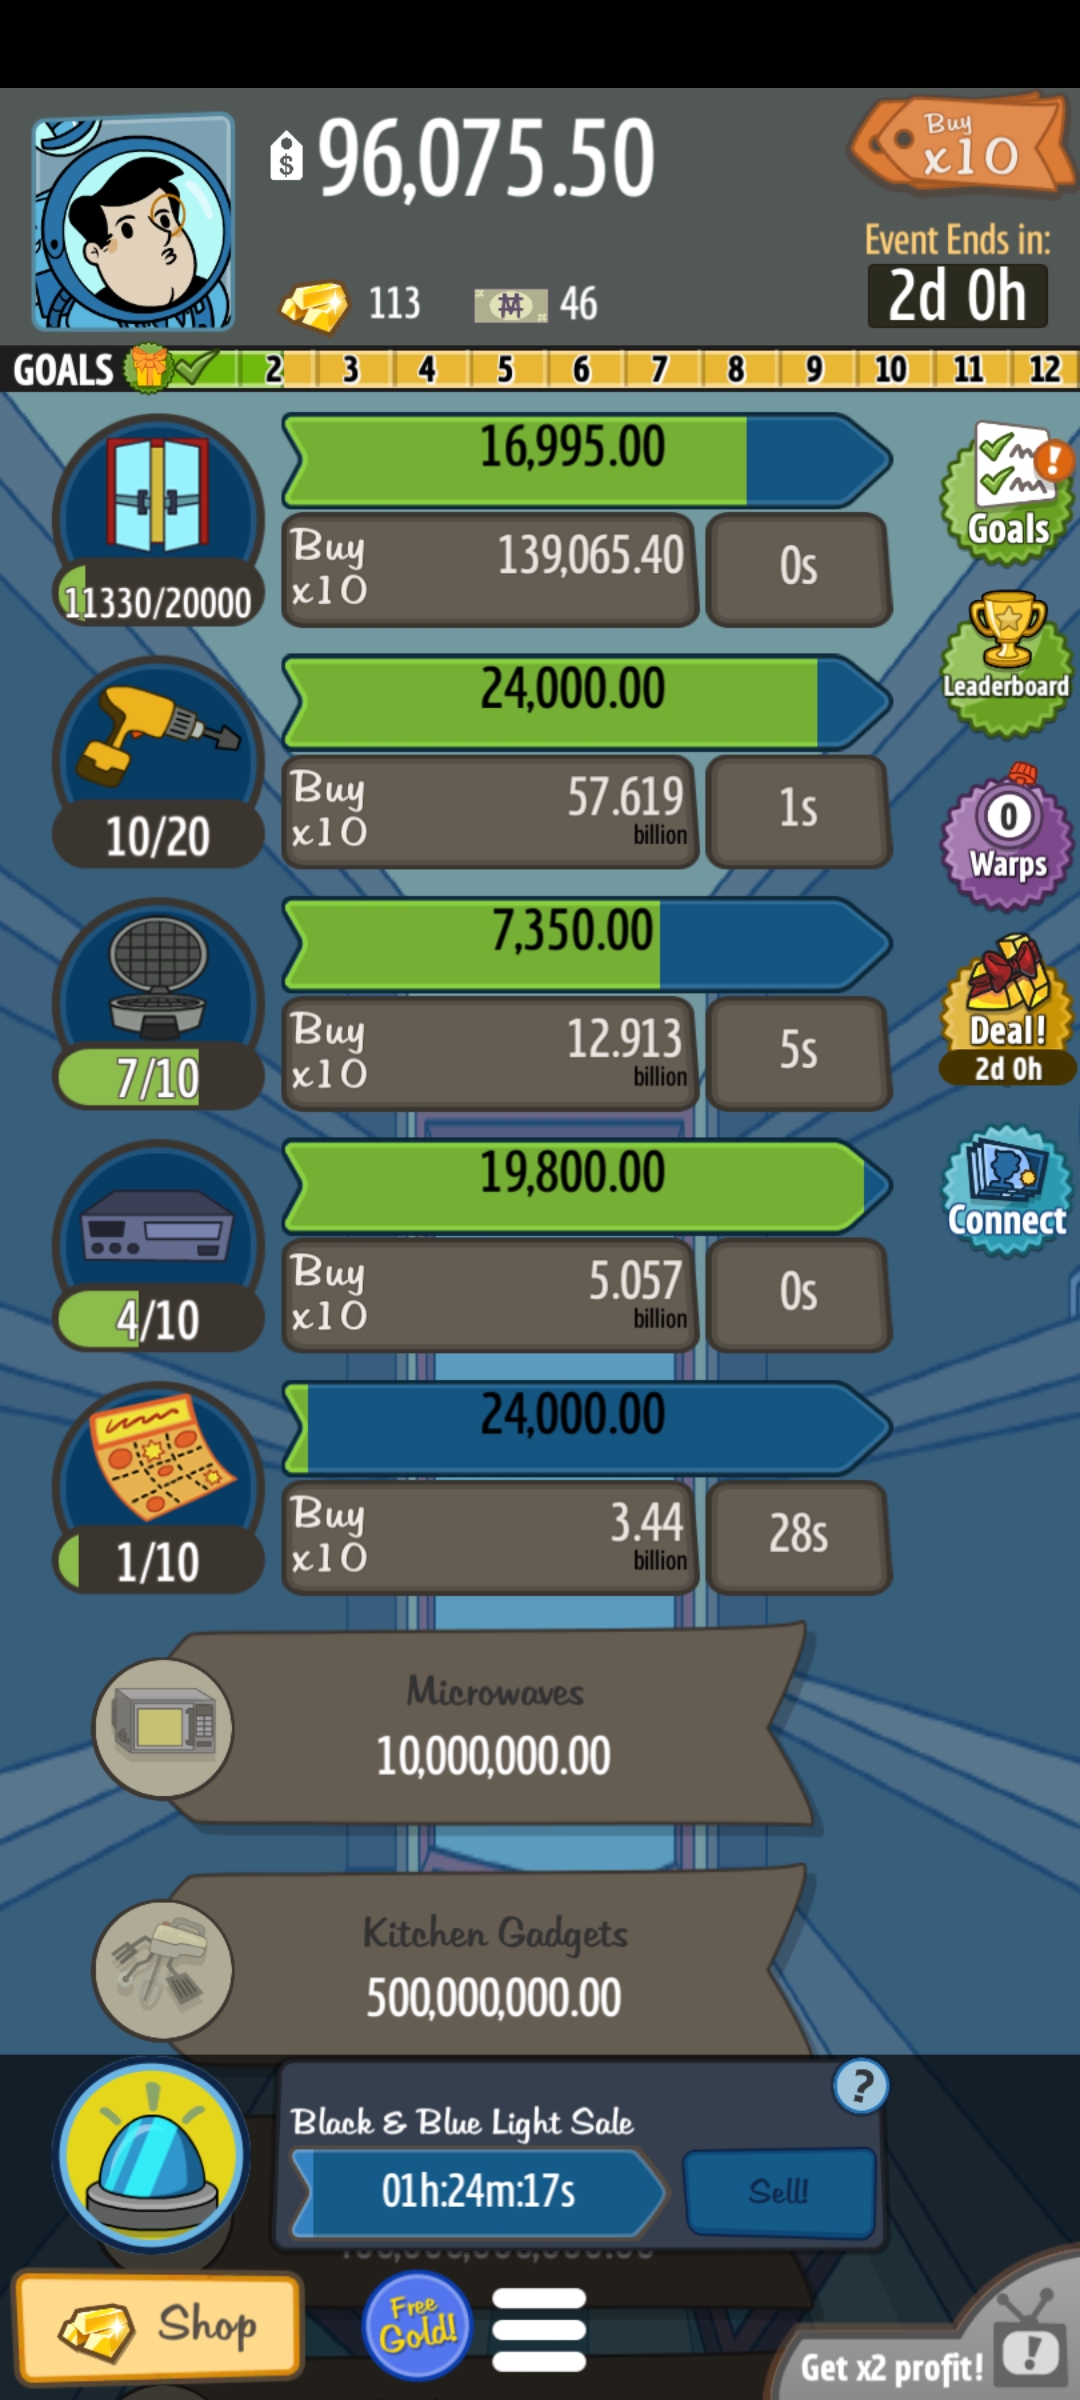 $ 96,075.50
Buy
x10
Event Ends in:
2d 0h
113
46
GOALS 2 3 4 5 6 7 8 9 10 11 12
16,995.00
Buy
x10
139,065.40
0s
11330/20000
Goals
24,000.00
Buy
x10
57.619
billion
1s
10/20
Leaderboard
0
Warps
7,350.00
Buy
x10
12.913
billion
5s
7/10
Deal!
2d 0h
19,800.00
Buy
x10
5.057
billion
0s
4/10
Connect
24,000.00
Buy
x10
3.44
billion
28s
1/10
Microwaves
10,000,000.00
Kitchen Gadgets
500,000,000.00
?
Black & Blue Light Sale
01h:24m:17s
Sell!
Shop
Free
Gold!
Get x2 profit!